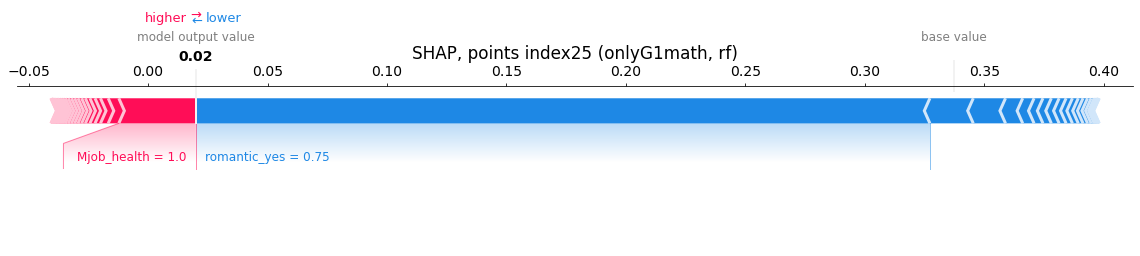 higher ⇄ lower
model output value
base value
0.02
SHAP, points index25 (onlyG1math, rf)
−0.05 0.00 0.05 0.10 0.15 0.20 0.25 0.30 0.35 0.40
Mjob_health = 1.0
romantic_yes = 0.75